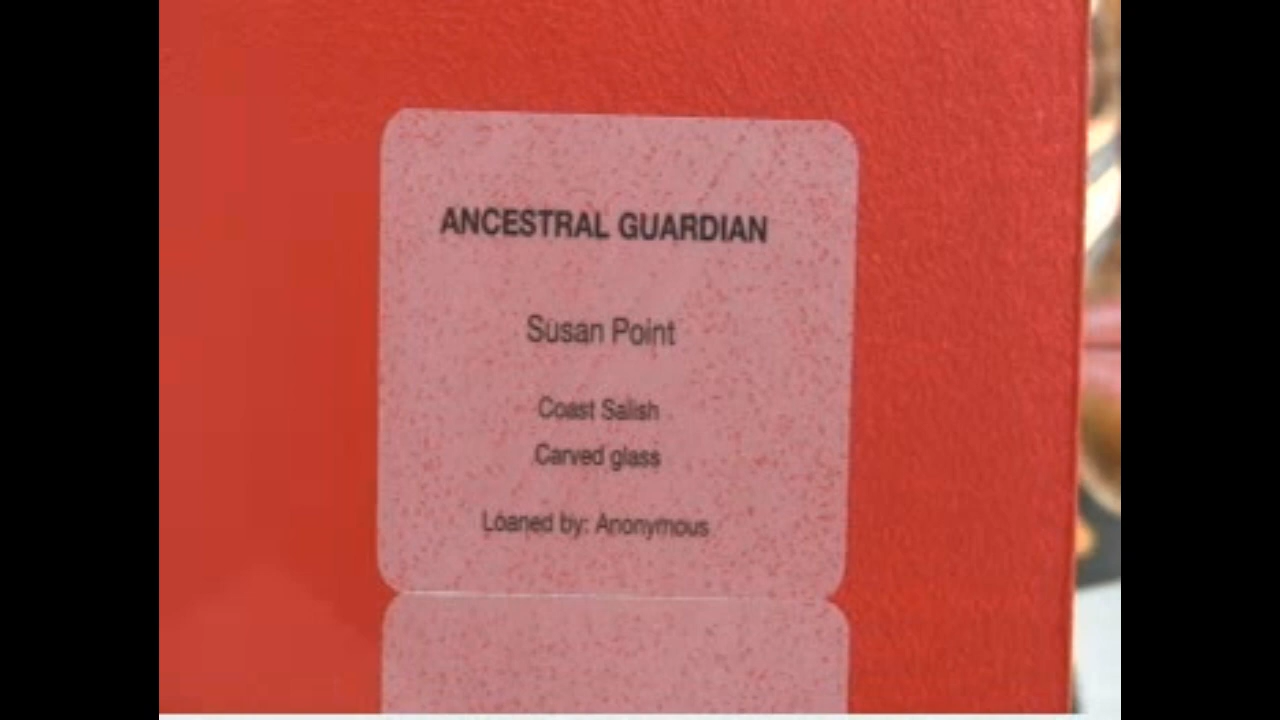 ANCESTRAL GUARDIAN
Susan Point
Coast Salish
Carved glass
Loaned by: Anonymous